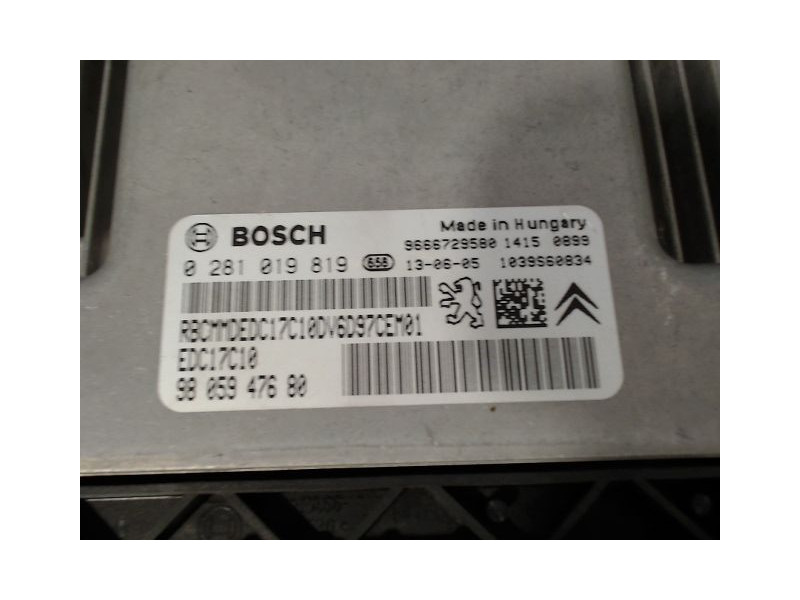 BOSCH
Made in Hungary
9666729580 1415 0899
0 281 019 819 656 13-06-05 1039S60834
RBCMMDEDC17C10DV6D97CEM01
EDC17C10
98 059 476 80